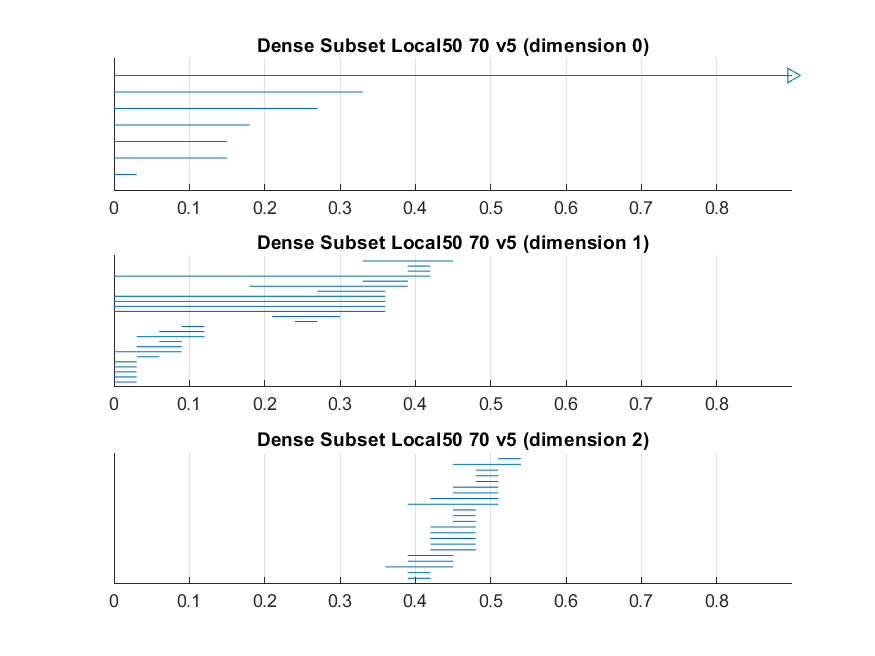 Dense Subset Local50 70 v5 (dimension 0)
0 0.1 0.2 0.3 0.4 0.5 0.6 0.7 0.8
Dense Subset Local50 70 v5 (dimension 1)
0 0.1 0.2 0.3 0.4 0.5 0.6 0.7 0.8
Dense Subset Local50 70 v5 (dimension 2)
0 0.1 0.2 0.3 0.4 0.5 0.6 0.7 0.8